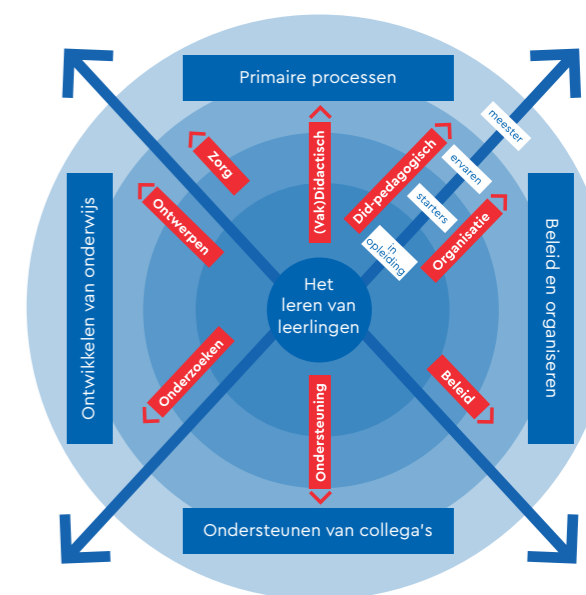 Primaire processen
meester
ervaren
starters
in
opleiding
Zorg
(Vak)Didactisch
Did-pedagogisch
Organisatie
Ontwerpen
Ontwikkelen van onderwijs
Het
leren van
leerlingen
Beleid en organiseren
Onderzoeken
Ondersteuning
Beleid
Ondersteunen van collega's